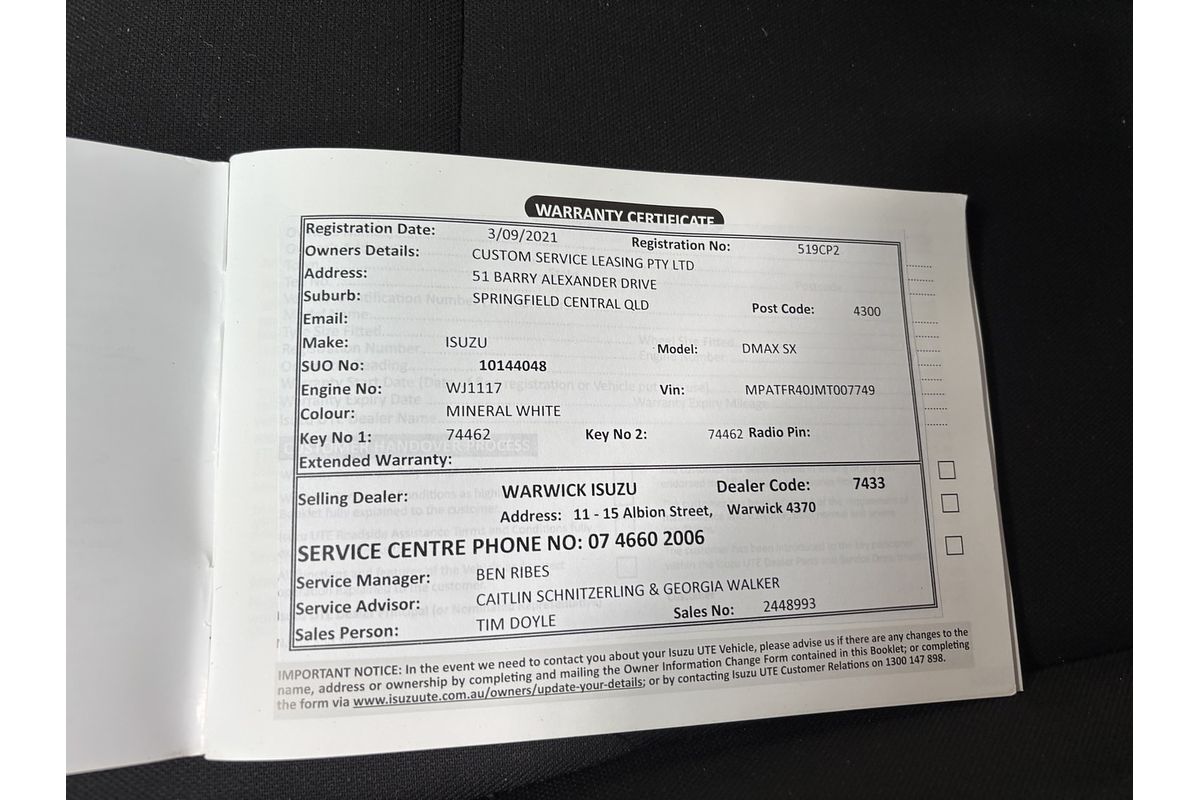 WARRANTY CERTIFICATE
Registration Date: 3/09/2021 Registration No: 519CP2
Owners Details: CUSTOM SERVICE LEASING PTY LTD
Address: 51 BARRY ALEXANDER DRIVE
Suburb: SPRINGFIELD CENTRAL QLD Post Code: 4300
Email:
Make: ISUZU Model: DMAX SX
SUO No: 10144048
Engine No: WJ1117 Vin: MPATFR40JMT007749
Colour: MINERAL WHITE
Key No 1: 74462 Key No 2: 74462 Radio Pin:
CUSTOMER HANDOVER PROCESS
Extended Warranty:
Selling Dealer: WARWICK ISUZU Dealer Code: 7433
Address: 11 - 15 Albion Street, Warwick 4370
SERVICE CENTRE PHONE NO: 07 4660 2006
Service Manager: BEN RIBES
Service Advisor: CAITLIN SCHNITZERLING & GEORGIA WALKER
Sales Person: TIM DOYLE Sales No: 2448993
IMPORTANT NOTICE: In the event we need to contact you about your Isuzu UTE Vehicle, please advise us if there are any changes to the
name, address or ownership by completing and mailing the Owner Information Change Form contained in this Booklet; or completing
the form via www.isuzuute.com.au/owners/update-your-details; or by contacting Isuzu UTE Customer Relations on 1300 147 898.